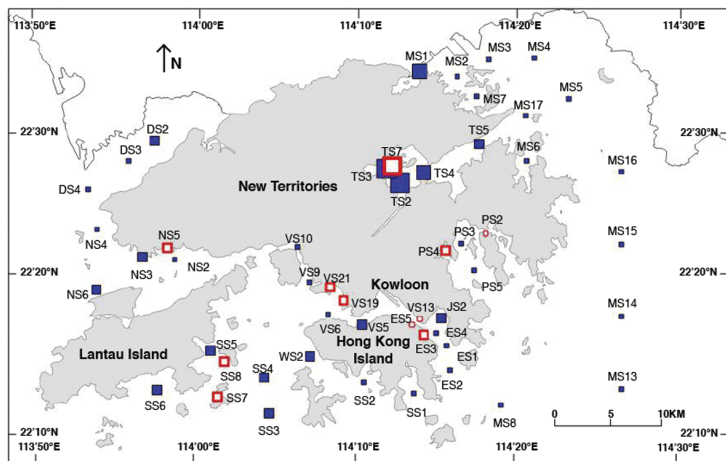 113'50°E 114'00°E 114'10°E 114'20°E 114'30°E
N
MS1 MS2 MS3 MS4
MS5
MS7
MS17
22'30°N 22'30°N
DS2
DS3
DS4
TS5
TS7
TS3 TS4
TS2
MS6
MS16
New Territories
NS4
NS5
NS3 NS2
NS6
VS10
PS2
PS3
PS4
PS5
MS15
22'20°N 22'20°N
VS9 VS21
Kowloon
VS19
VS13
ES5
JS2
VS6 VS5
MS14
Hong Kong
Island
ES4
ES3
ES1
ES2
Lantau Island
SS5
SS8
SS4
WS2
SS6 SS7
SS3
SS2
SS1
MS8
MS13
0 5 10KM
22'10°N 22'10°N
113'50°E 114'00°E 114'10°E 114'20°E 114'30°E